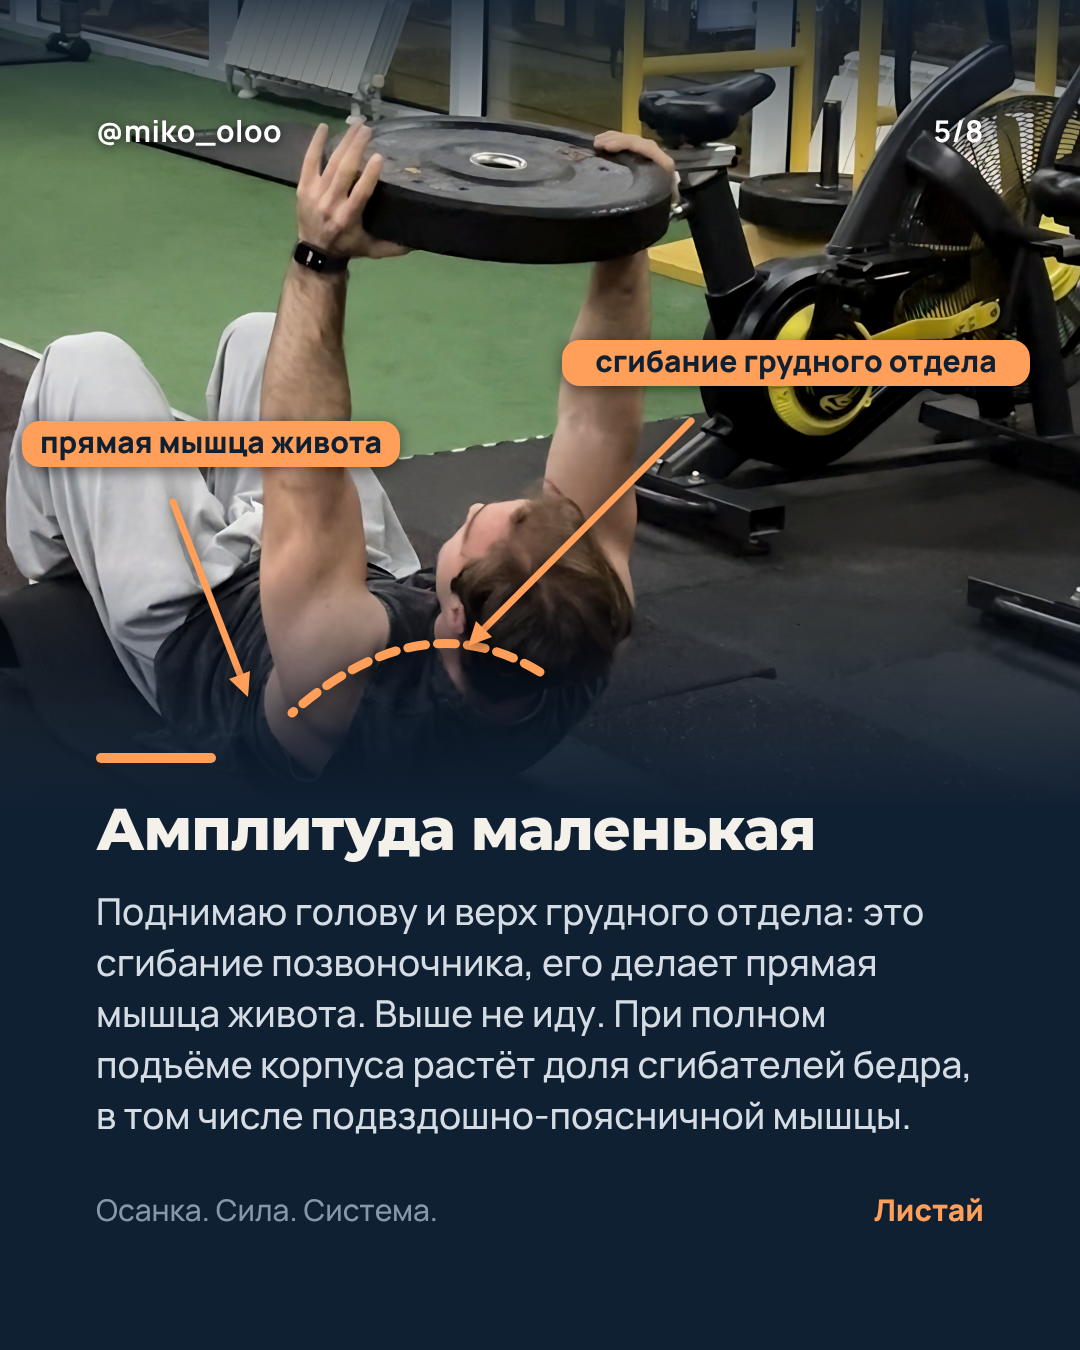 @miko_oloo
5/8
сгибание грудного отдела
прямая мышца живота
Амплитуда маленькая
Поднимаю голову и верх грудного отдела: это
сгибание позвоночника, его делает прямая
мышца живота. Выше не иду. При полном
подъёме корпуса растёт доля сгибателей бедра,
в том числе подвздошно-поясничной мышцы.
Осанка. Сила. Система.
Листай